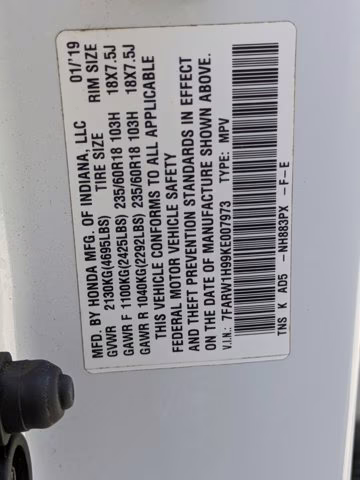 MFD. BY HONDA MFG. OF INDIANA, LLC 01/'19
GVWR 2130KG(4695LBS) TIRE SIZE RIM SIZE
GAWR F 1100KG(2425LBS) 235/60R18 103H 18X7.5J
GAWR R 1040KG(2292LBS) 235/60R18 103H 18X7.5J
THIS VEHICLE CONFORMS TO ALL APPLICABLE
FEDERAL MOTOR VEHICLE SAFETY
AND THEFT PREVENTION STANDARDS IN EFFECT
ON THE DATE OF MANUFACTURE SHOWN ABOVE.
V.I.N.: 7FARW1H99KE007973 TYPE: MPV
TNS K AD5 -NH883PX -F-E